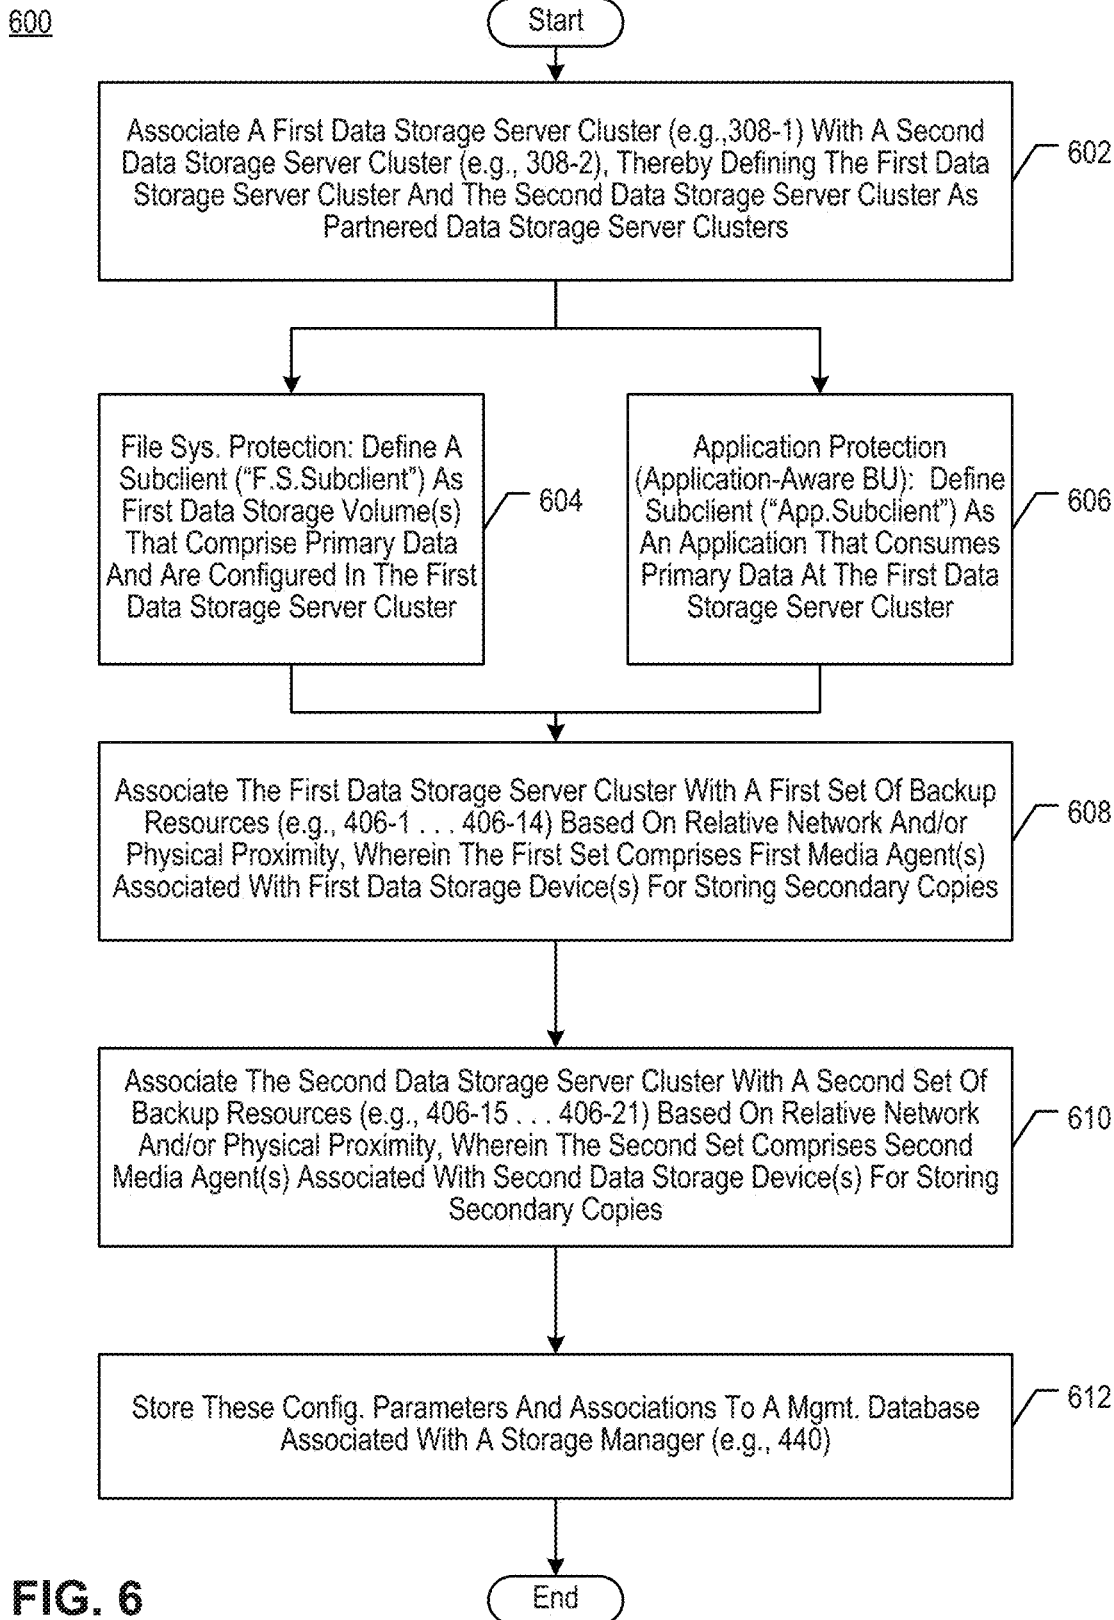 600
Start
Associate A First Data Storage Server Cluster (e.g.,308-1) With A Second
Data Storage Server Cluster (e.g., 308-2), Thereby Defining The First Data
Storage Server Cluster And The Second Data Storage Server Cluster As
Partnered Data Storage Server Clusters
602
File Sys. Protection: Define A
Subclient ("F.S.Subclient") As
First Data Storage Volume(s)
That Comprise Primary Data
And Are Configured In The First
Data Storage Server Cluster
604
Application Protection
(Application-Aware BU): Define
Subclient ("App.Subclient") As
An Application That Consumes
Primary Data At The First Data
Storage Server Cluster
606
Associate The First Data Storage Server Cluster With A First Set Of Backup
Resources (e.g., 406-1 . . . 406-14) Based On Relative Network And/or
Physical Proximity, Wherein The First Set Comprises First Media Agent(s)
Associated With First Data Storage Device(s) For Storing Secondary Copies
608
Associate The Second Data Storage Server Cluster With A Second Set Of
Backup Resources (e.g., 406-15 . . . 406-21) Based On Relative Network
And/or Physical Proximity, Wherein The Second Set Comprises Second
Media Agent(s) Associated With Second Data Storage Device(s) For Storing
Secondary Copies
610
Store These Config. Parameters And Associations To A Mgmt. Database
Associated With A Storage Manager (e.g., 440)
612
End
FIG. 6